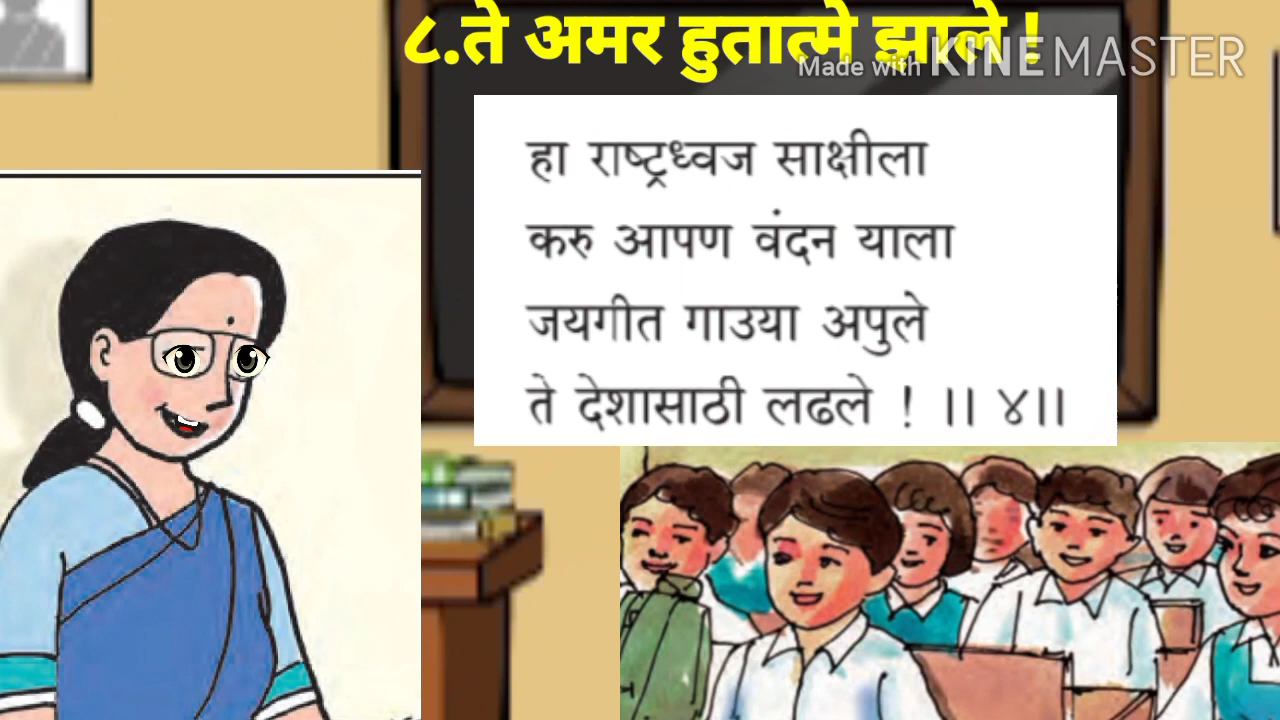 ८.ते अमर हुतात्मे झाले !
Made with KINEMASTER
हा राष्ट्रध्वज साक्षीला
करु आपण वंदन याला
जयगीत गाउया अपुले
ते देशासाठी लढले ! ।। ४।।